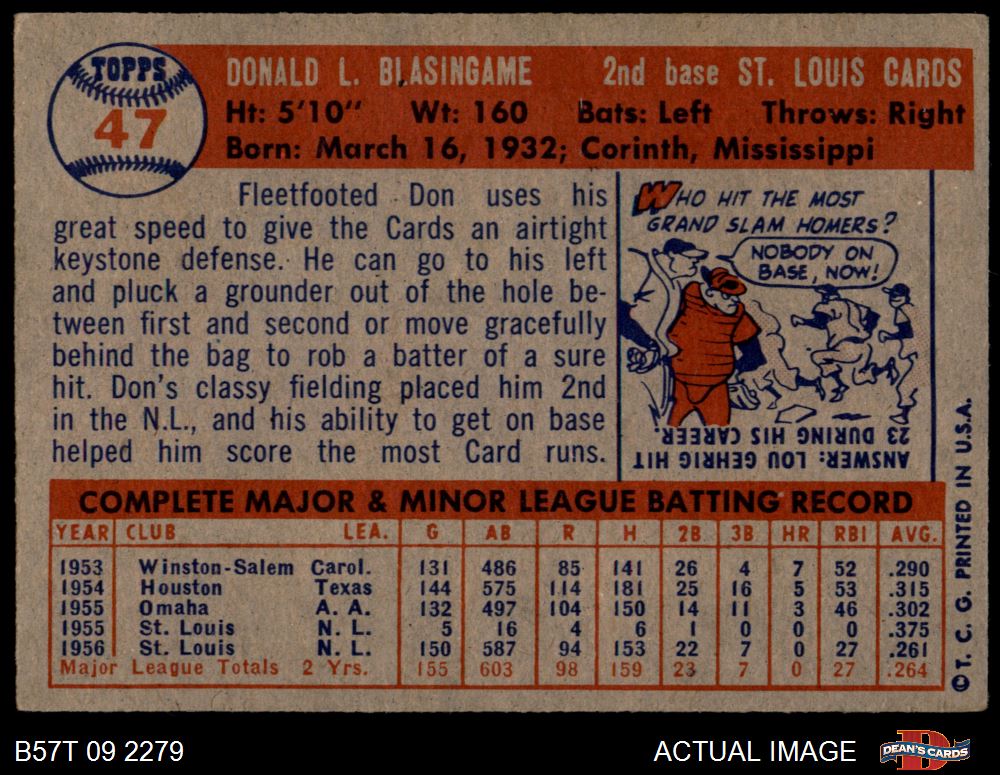 TOPPS
47
DONALD L. BLASINGAME 2nd base ST. LOUIS CARDS
Ht: 5'10" Wt: 160 Bats: Left Throws: Right
Born: March 16, 1932; Corinth, Mississippi
Fleetfooted Don uses his
great speed to give the Cards an airtight
keystone defense. He can go to his left
and pluck a grounder out of the hole be-
tween first and second or move gracefully
behind the bag to rob a batter of a sure
hit. Don's classy fielding placed him 2nd
in the N.L., and his ability to get on base
helped him score the most Card runs.
WHO HIT THE MOST
GRAND SLAM HOMERS?
NOBODY ON
BASE, NOW!
ANSWER: LOU GEHRIG HIT
23 DURING HIS CAREER.
COMPLETE MAJOR & MINOR LEAGUE BATTING RECORD
YEAR CLUB LEA. G AB R H 2B 3B HR RBI AVG.
1953 Winston-Salem Carol. 131 486 85 141 26 4 7 52 .290
1954 Houston Texas 144 575 114 181 25 16 5 53 .315
1955 Omaha A. A. 132 497 104 150 14 11 3 46 .302
1955 St. Louis N. L. 5 16 4 6 1 0 0 0 .375
1956 St. Louis N. L. 150 587 94 153 22 7 0 27 .261
Major League Totals 2 Yrs. 155 603 98 159 23 7 0 27 .264
©T. C. G. PRINTED IN U.S.A.
B57T 09 2279 ACTUAL IMAGE
DEAN'S CARDS